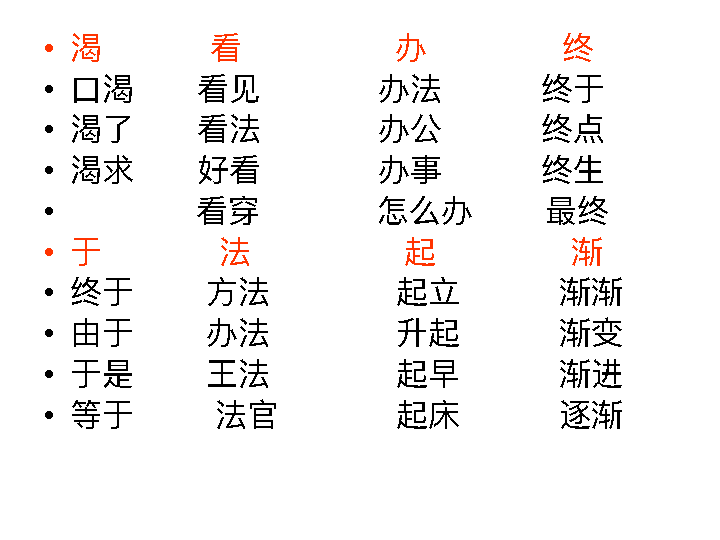 • 渴 看 办 终
• 口渴 看见 办法 终于
• 渴了 看法 办公 终点
• 渴求 好看 办事 终生
• 看穿 怎么办 最终
• 于 法 起 渐
• 终于 方法 起立 渐渐
• 由于 办法 升起 渐变
• 于是 王法 起早 渐进
• 等于 法官 起床 逐渐